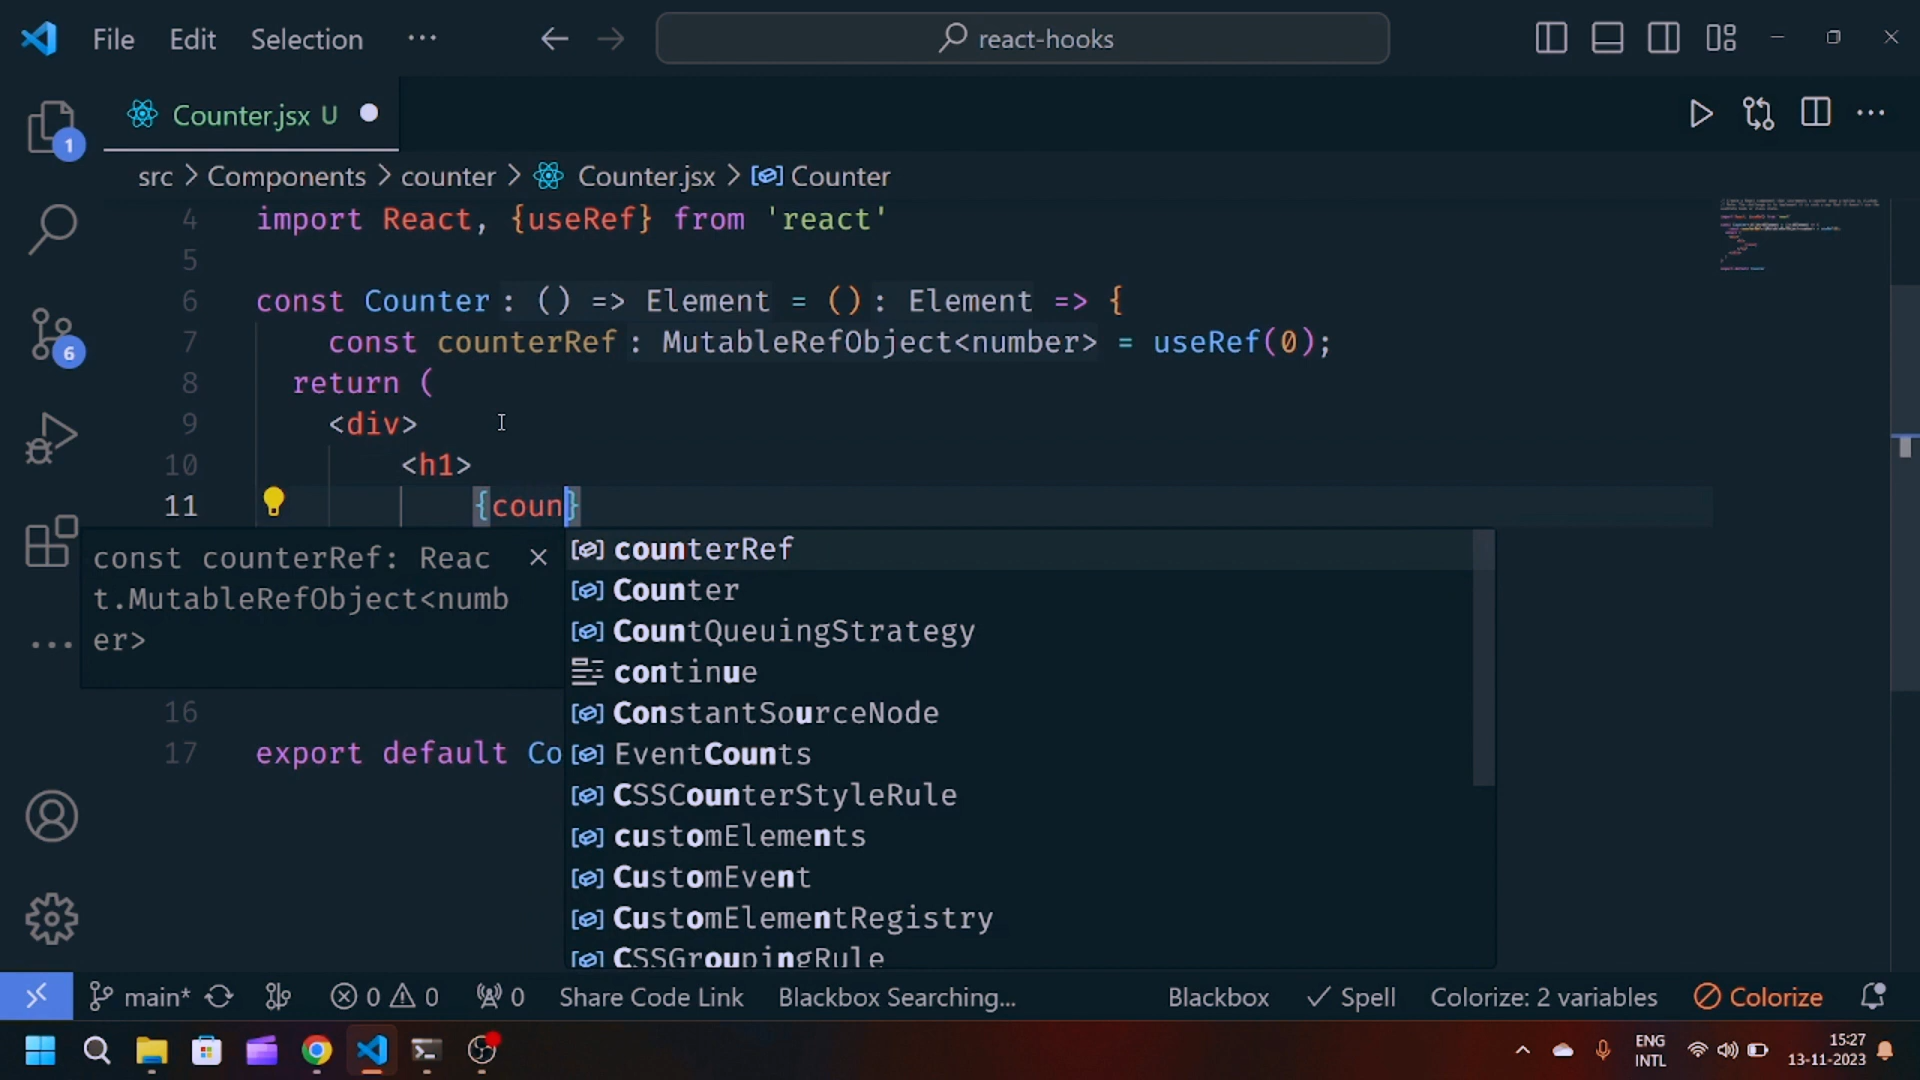 File Edit Selection ... react-hooks
Counter.jsx U
src > Components > counter > Counter.jsx > Counter
4 import React, {useRef} from 'react'
5
6 const Counter: () => Element = (): Element => {
7 const counterRef: MutableRefObject<number> = useRef(0);
8 return (
9 <div>
10 <h1>
11 {coun}
const counterRef: Reac
t.MutableRefObject<numb
er>
counterRef
Counter
CountQueuingStrategy
continue
ConstantSourceNode
EventCounts
CSSCounterStyleRule
customElements
CustomEvent
CustomElementRegistry
CSSGroupingRule
16
17 export default Co
1
6
main* 0 0 0 Share Code Link Blackbox Searching... Blackbox Spell Colorize: 2 variables Colorize
ENG
INTL
15:27
13-11-2023